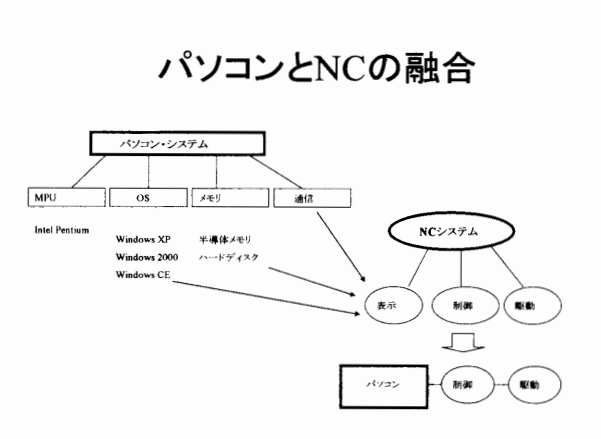 パソコンとNCの融合
パソコン・システム
MPU
OS
メモリ
通信
Intel Pentium
Windows XP
Windows 2000
Windows CE
半導体メモリ
ハードディスク
NCシステム
表示
制御
駆動
パソコン
制御
駆動